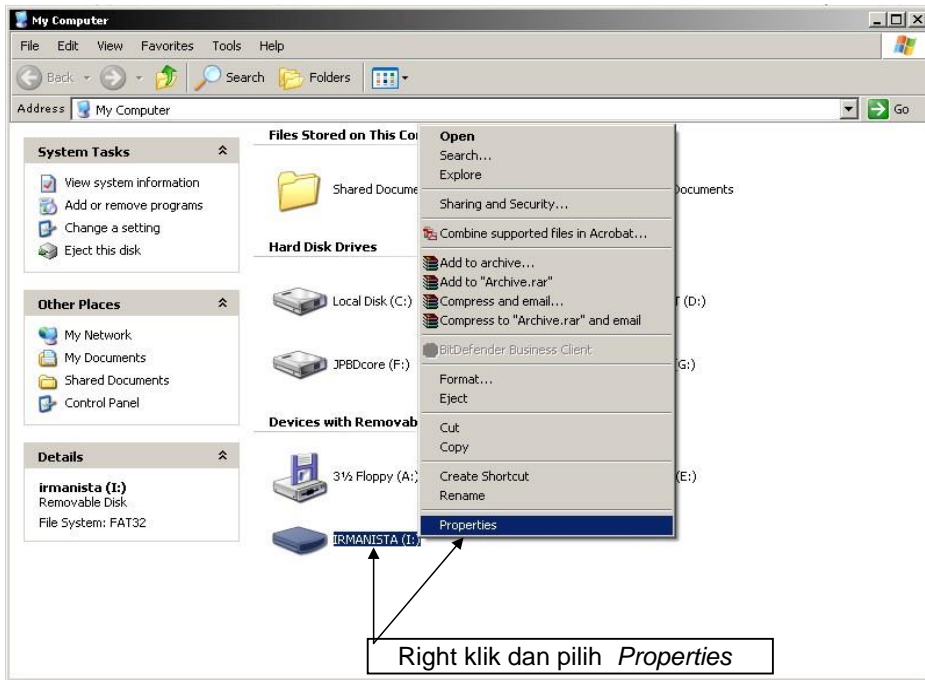 My Computer
File Edit View Favorites Tools Help
Back Search Folders
Address My Computer Go
System Tasks
View system information
Add or remove programs
Change a setting
Eject this disk
Other Places
My Network
My Documents
Shared Documents
Control Panel
Details
irmanista (I:)
Removable Disk
File System: FAT32
Files Stored on This Co
Shared Docume
Documents
Hard Disk Drives
Local Disk (C:)
T (D:)
JPBDcore (F:)
G:)
Devices with Removab
3½ Floppy (A:)
(E:)
IRMANISTA (I:)
Open
Search...
Explore
Sharing and Security...
Combine supported files in Acrobat...
Add to archive...
Add to "Archive.rar"
Compress and email...
Compress to "Archive.rar" and email
BitDefender Business Client
Format...
Eject
Cut
Copy
Create Shortcut
Rename
Properties
Right klik dan pilih Properties